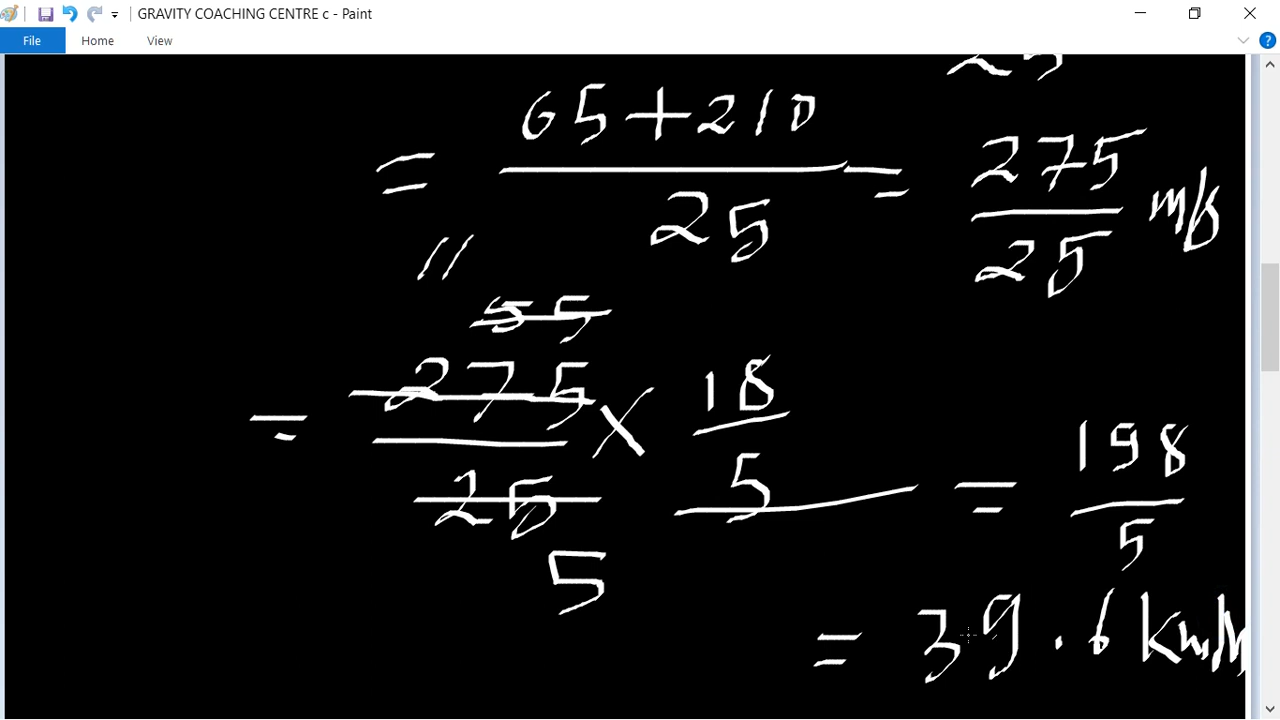 GRAVITY COACHING CENTRE c - Paint
File Home View
= 65+210 / 25 = 275 / 25 m/s
11
55
= 275 / 25 × 18 / 5 = 198 / 5
5
= 39.6 Km/h